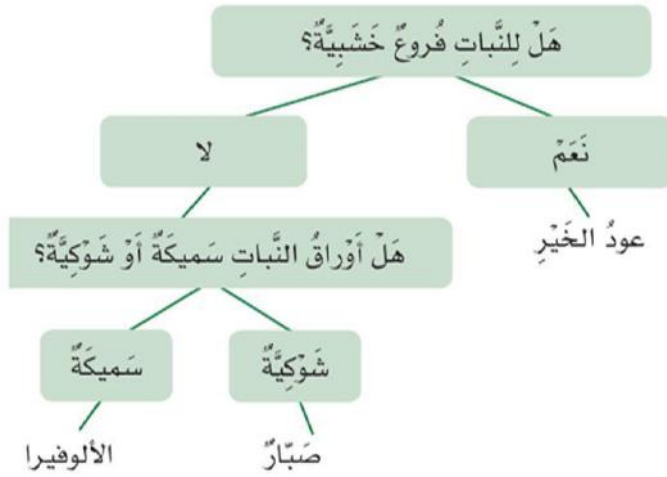 هَلْ لِلنَّباتِ فُروعٌ خَشَبِيَّةٌ؟
نَعَمْ
لا
عودُ الخَيْرِ
هَلْ أَوْراقُ النَّباتِ سَميكَةٌ أَوْ شَوْكِيَّةٌ؟
شَوْكِيَّةٌ
سَميكَةٌ
صَبّارٌ
الألوفيرا